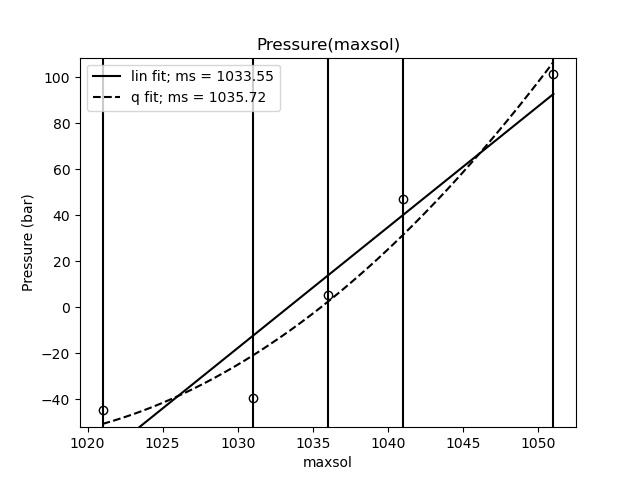 Pressure(maxsol)
lin fit; ms = 1033.55
q fit; ms = 1035.72
Pressure (bar)
100
80
60
40
20
0
−20
−40
1020 1025 1030 1035 1040 1045 1050
maxsol